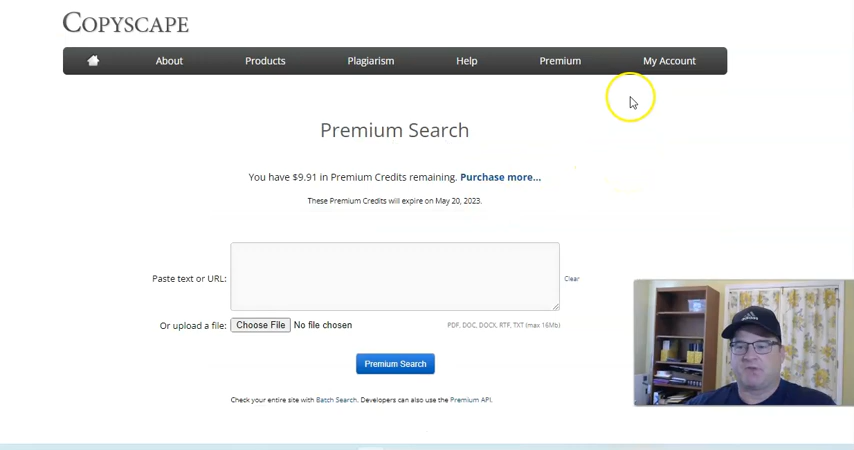 COPYSCAPE
About Products Plagiarism Help Premium My Account
Premium Search
You have $9.91 in Premium Credits remaining. Purchase more...
These Premium Credits will expire on May 20, 2023.
Paste text or URL: Clear
Or upload a file: Choose File No file chosen PDF, DOC, DOCX, RTF, TXT (max 16Mb)
Premium Search
Check your entire site with Batch Search. Developers can also use the Premium API.